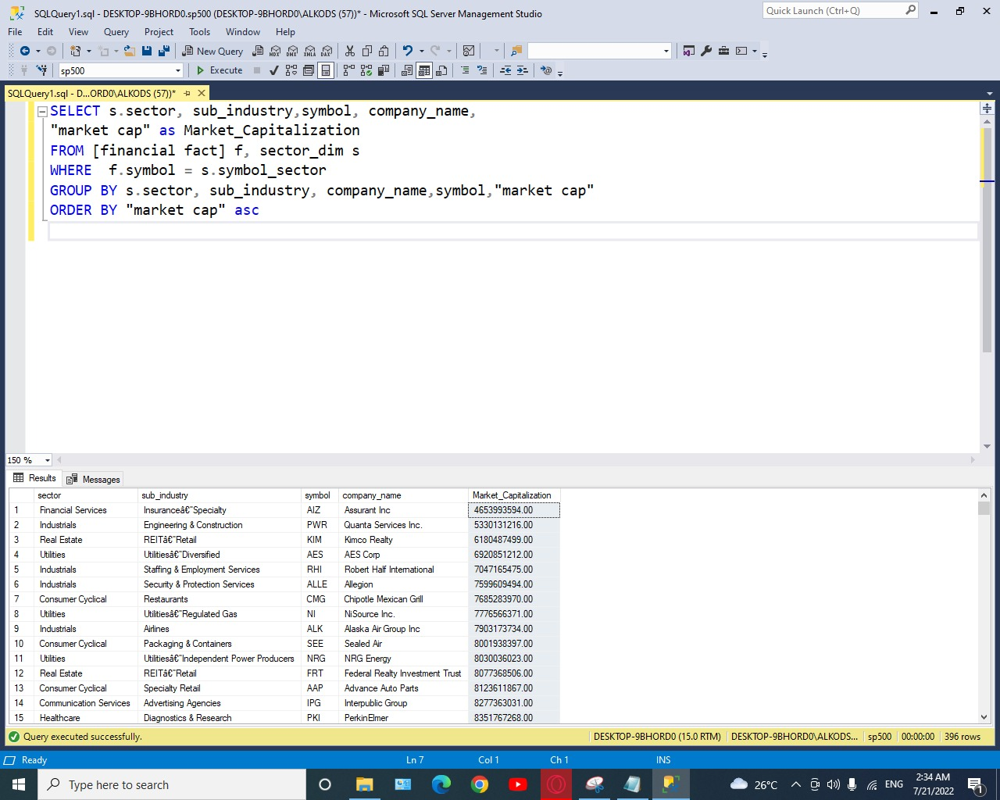 SQLQuery1.sql - DESKTOP-9BHORD0.sp500 (DESKTOP-9BHORD0\ALKODS (57))* - Microsoft SQL Server Management Studio
Quick Launch (Ctrl+Q)
File Edit View Query Project Tools Window Help
New Query MDX DMX XMLA DAX
sp500 Execute
SQLQuery1.sql - D...ORD0\ALKODS (57))*
SELECT s.sector, sub_industry,symbol, company_name,
"market cap" as Market_Capitalization
FROM [financial fact] f, sector_dim s
WHERE  f.symbol = s.symbol_sector
GROUP BY s.sector, sub_industry, company_name,symbol,"market cap"
ORDER BY "market cap" asc
150 %
Results Messages
sector sub_industry symbol company_name Market_Capitalization
1 Financial Services Insuranceâ€”Specialty AIZ Assurant Inc 4653993594.00
2 Industrials Engineering & Construction PWR Quanta Services Inc. 5330131216.00
3 Real Estate REITâ€”Retail KIM Kimco Realty 6180487499.00
4 Utilities Utilitiesâ€”Diversified AES AES Corp 6920851212.00
5 Industrials Staffing & Employment Services RHI Robert Half International 7047165475.00
6 Industrials Security & Protection Services ALLE Allegion 7599609494.00
7 Consumer Cyclical Restaurants CMG Chipotle Mexican Grill 7685283970.00
8 Utilities Utilitiesâ€”Regulated Gas NI NiSource Inc. 7776566371.00
9 Industrials Airlines ALK Alaska Air Group Inc 7903173734.00
10 Consumer Cyclical Packaging & Containers SEE Sealed Air 8001938397.00
11 Utilities Utilitiesâ€”Independent Power Producers NRG NRG Energy 8030036023.00
12 Real Estate REITâ€”Retail FRT Federal Realty Investment Trust 8077368506.00
13 Consumer Cyclical Specialty Retail AAP Advance Auto Parts 8123611867.00
14 Communication Services Advertising Agencies IPG Interpublic Group 8277363031.00
15 Healthcare Diagnostics & Research PKI PerkinElmer 8351767268.00
Query executed successfully. DESKTOP-9BHORD0 (15.0 RTM) DESKTOP-9BHORD0\ALKODS... sp500 00:00:00 396 rows
Ready Ln 7 Col 1 Ch 1 INS
Type here to search 26°C ENG 2:34 AM
7/21/2022 1